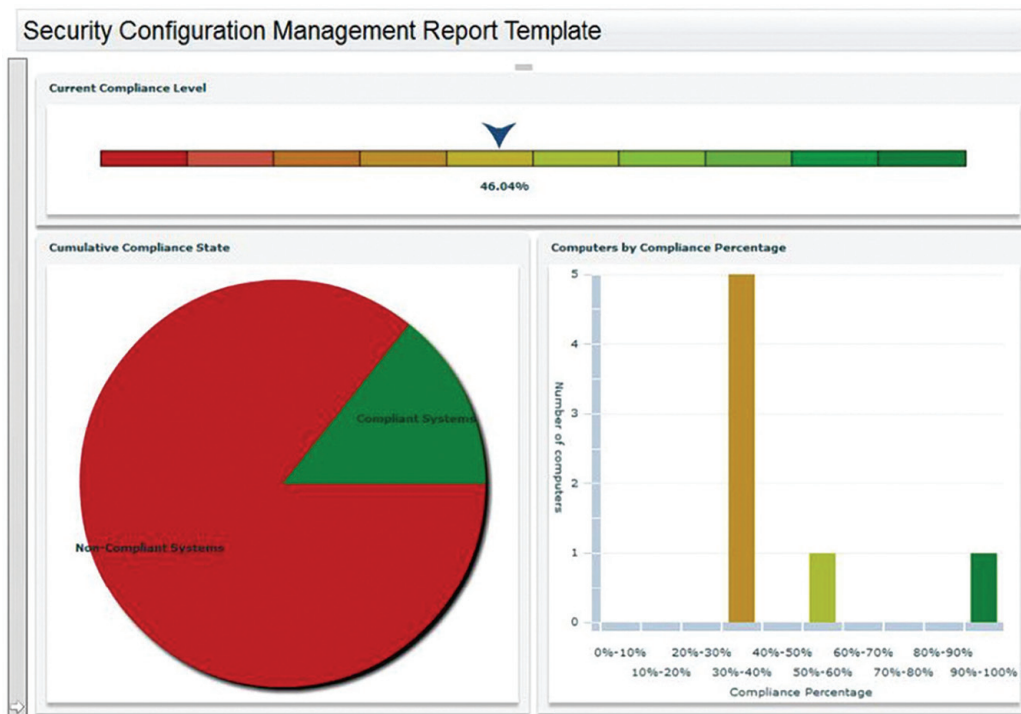 Security Configuration Management Report Template
Current Compliance Level
46.04%
Cumulative Compliance State
Compliant Systems
Non-Compliant Systems
Computers by Compliance Percentage
5
4
3
2
1
0
Number of computers
0%-10%
10%-20%
20%-30%
30%-40%
40%-50%
50%-60%
60%-70%
70%-80%
80%-90%
90%-100%
Compliance Percentage